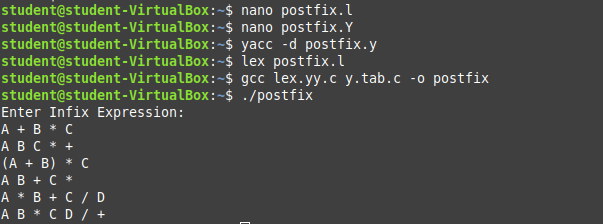 student@student-VirtualBox:~$ nano postfix.l
student@student-VirtualBox:~$ nano postfix.Y
student@student-VirtualBox:~$ yacc -d postfix.y
student@student-VirtualBox:~$ lex postfix.l
student@student-VirtualBox:~$ gcc lex.yy.c y.tab.c -o postfix
student@student-VirtualBox:~$ ./postfix
Enter Infix Expression:
A + B * C
A B C * +
(A + B) * C
A B + C *
A * B + C / D
A B * C D / +